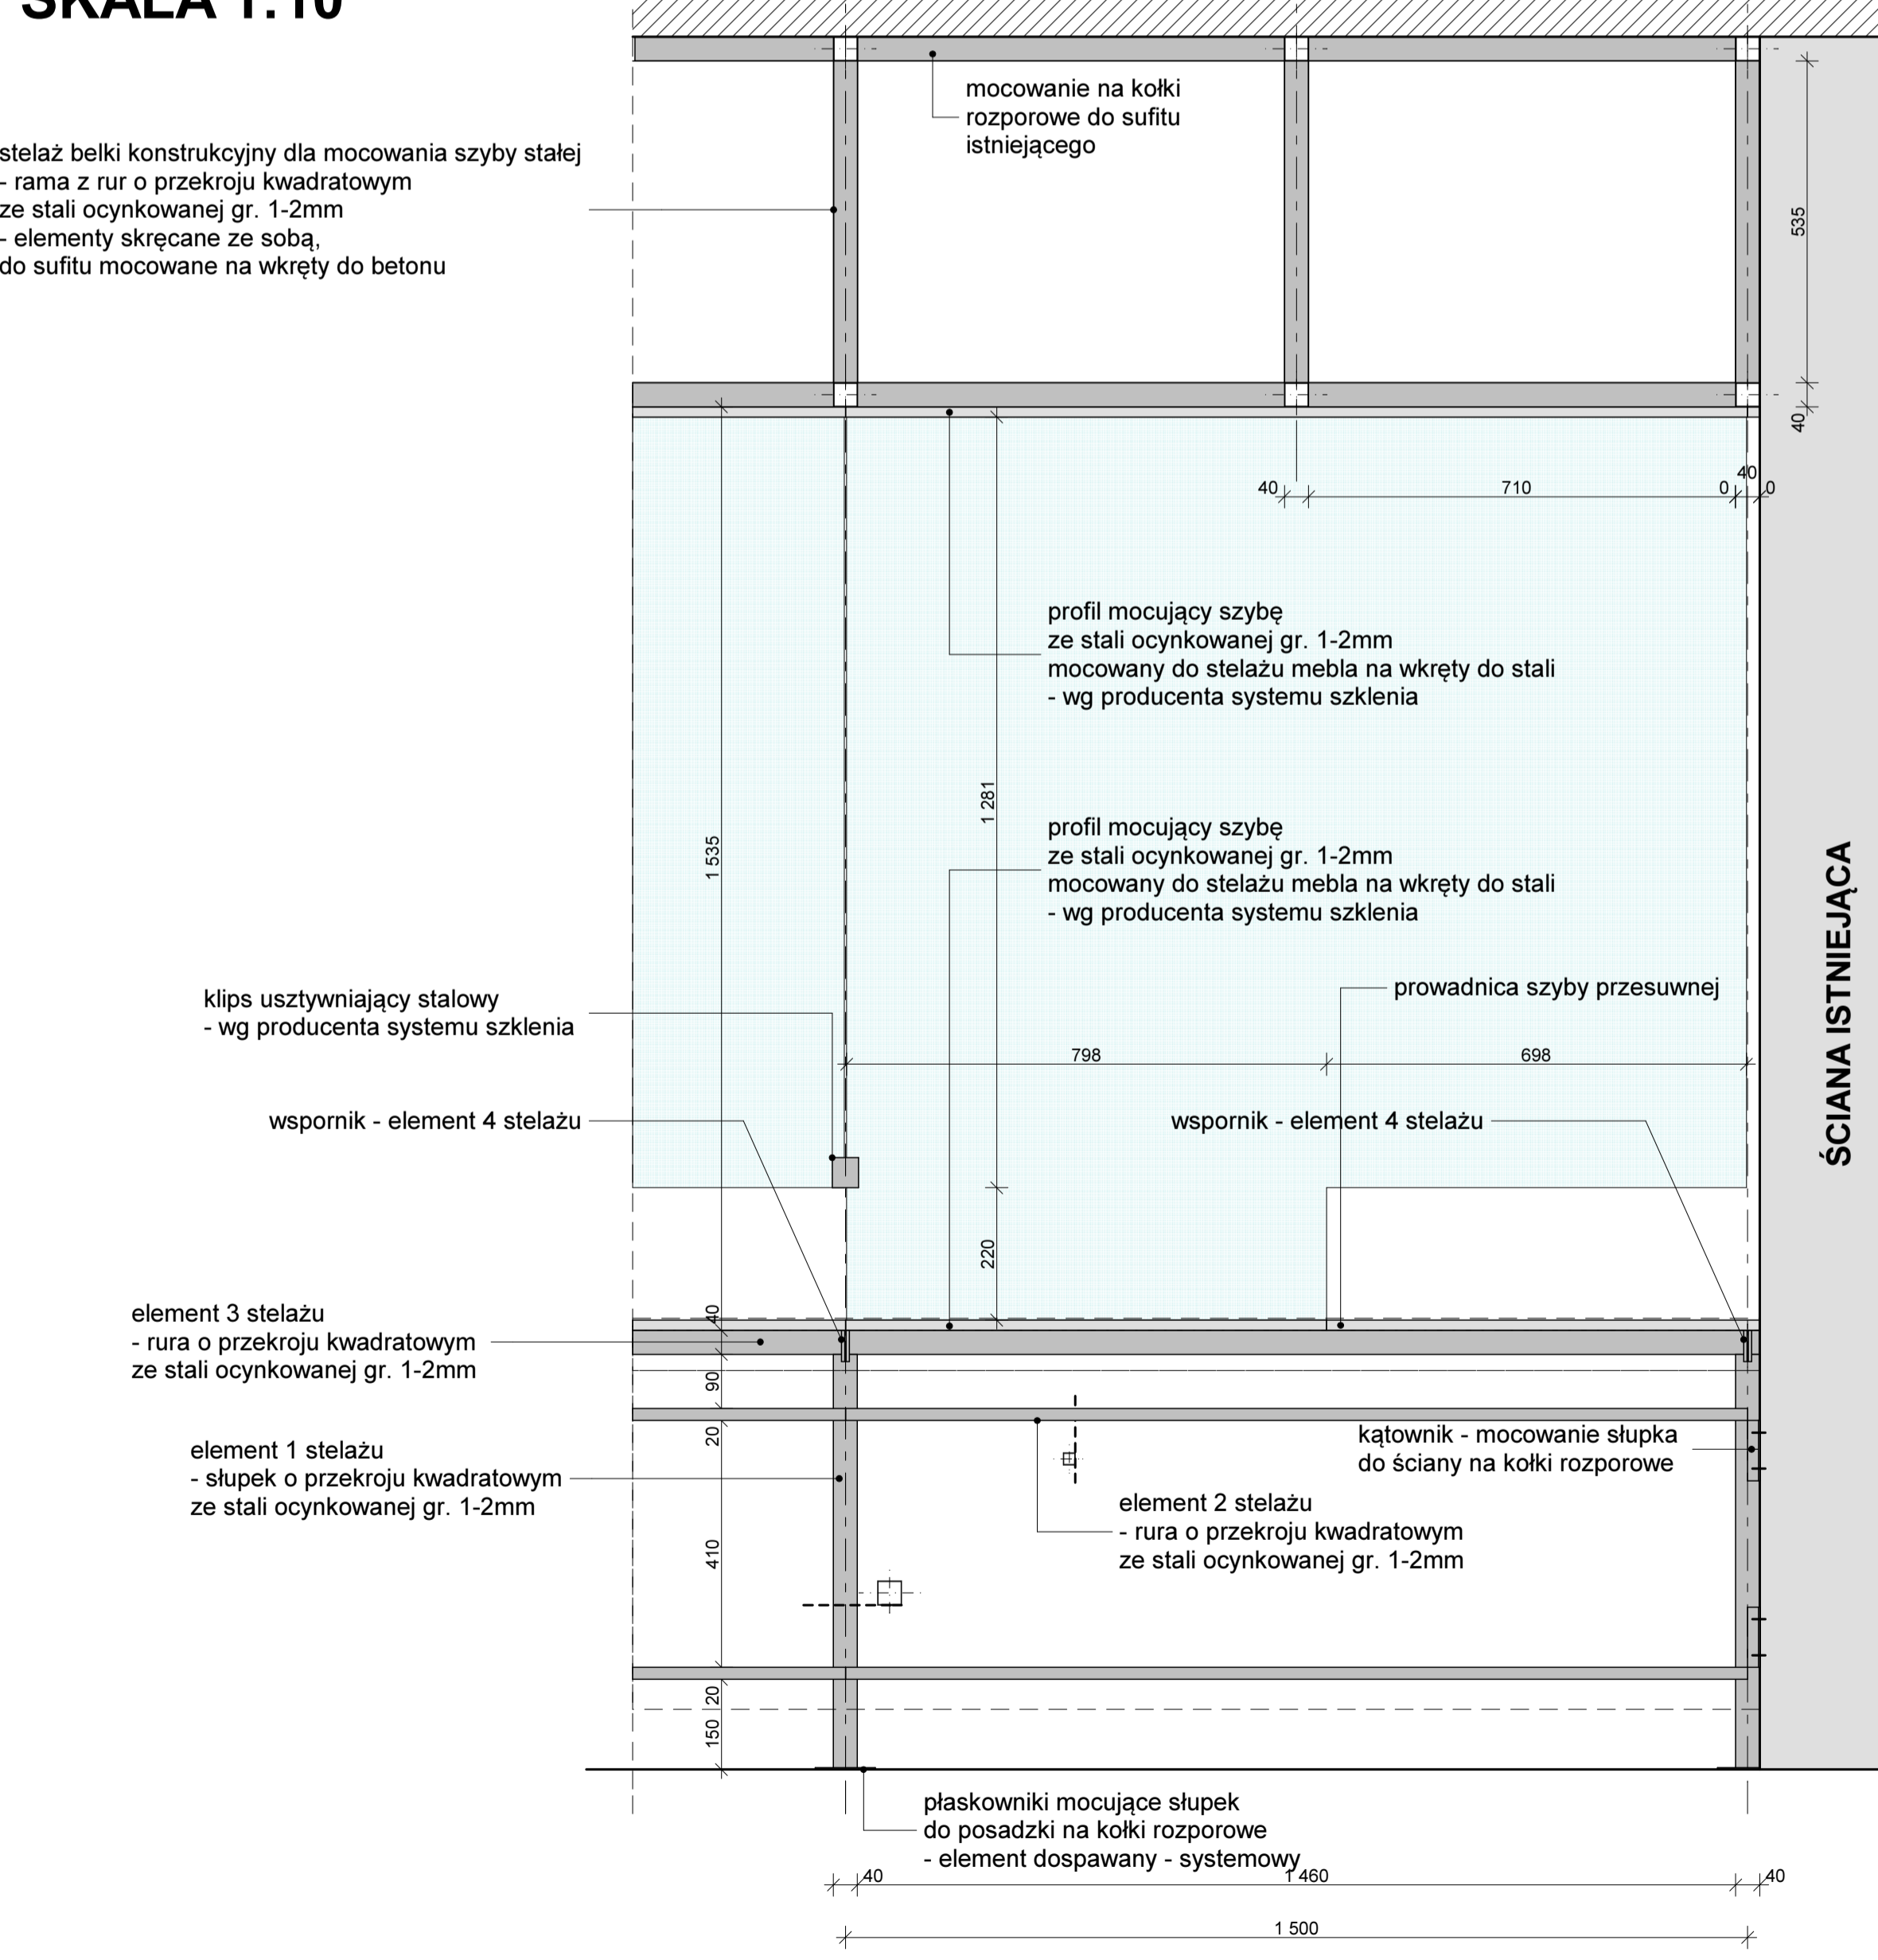 SKALA 1:10
mocowanie na kołki
rozporowe do sufitu
istniejącego
stelaż belki konstrukcyjny dla mocowania szyby stałej
- rama z rur o przekroju kwadratowym
ze stali ocynkowanej gr. 1-2mm
- elementy skręcane ze sobą,
do sufitu mocowane na wkręty do betonu
535
40
40
710
0
40
0
profil mocujący szybę
ze stali ocynkowanej gr. 1-2mm
mocowany do stelażu mebla na wkręty do stali
- wg producenta systemu szklenia
1 281
1 535
profil mocujący szybę
ze stali ocynkowanej gr. 1-2mm
mocowany do stelażu mebla na wkręty do stali
- wg producenta systemu szklenia
ŚCIANA ISTNIEJĄCA
klips usztywniający stalowy
- wg producenta systemu szklenia
prowadnica szyby przesuwnej
798
698
wspornik - element 4 stelażu
wspornik - element 4 stelażu
220
40
element 3 stelażu
- rura o przekroju kwadratowym
ze stali ocynkowanej gr. 1-2mm
90
20
element 1 stelażu
- słupek o przekroju kwadratowym
ze stali ocynkowanej gr. 1-2mm
kątownik - mocowanie słupka
do ściany na kołki rozporowe
element 2 stelażu
- rura o przekroju kwadratowym
ze stali ocynkowanej gr. 1-2mm
410
20
150
płaskowniki mocujące słupek
do posadzki na kołki rozporowe
- element dospawany - systemowy
40
1 460
40
1 500